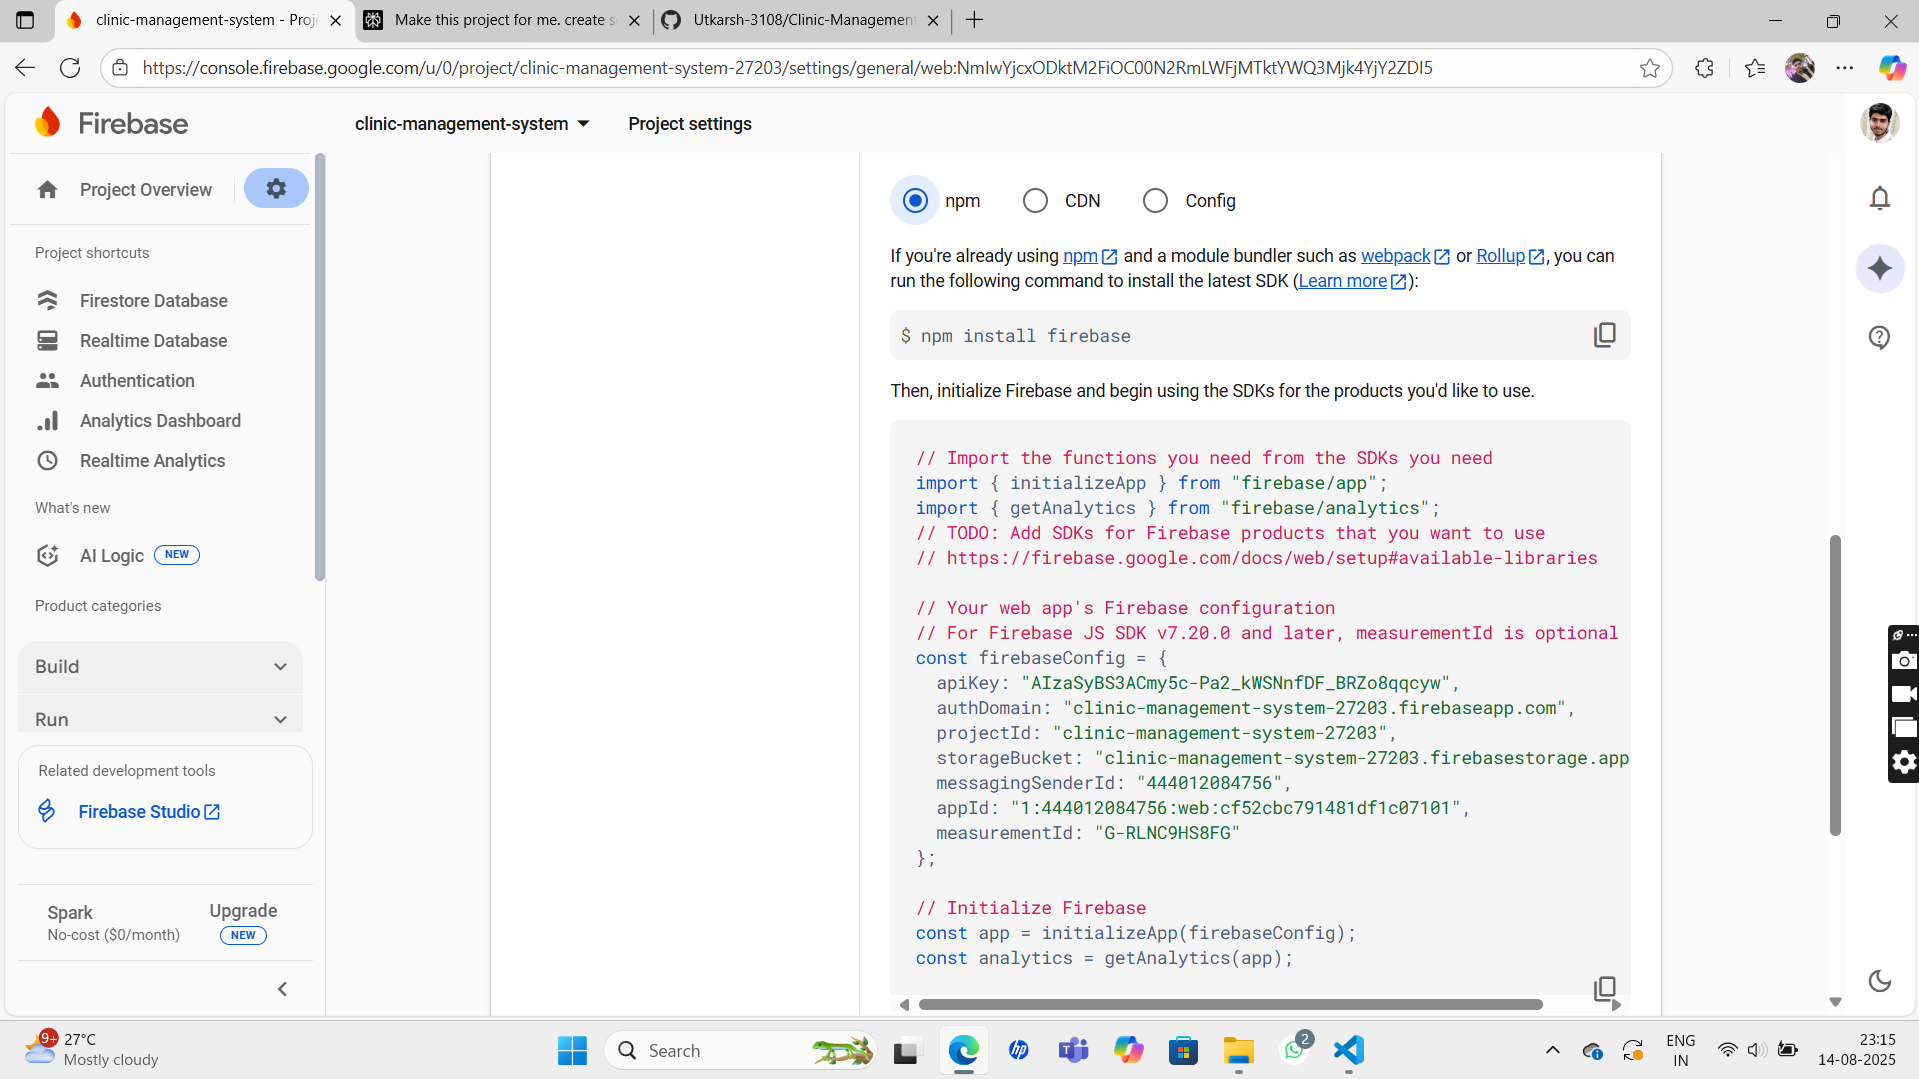 clinic-management-system - Proje
Make this project for me. create s
Utkarsh-3108/Clinic-Management
https://console.firebase.google.com/u/0/project/clinic-management-system-27203/settings/general/web:NmIwYjcxODktM2FiOC00N2RmLWFjMTktYWQ3Mjk4YjY2ZDI5
Firebase
clinic-management-system
Project settings
Project Overview
Project shortcuts
Firestore Database
Realtime Database
Authentication
Analytics Dashboard
Realtime Analytics
What's new
AI Logic NEW
Product categories
Build
Run
Related development tools
Firebase Studio
Spark
No-cost ($0/month)
Upgrade
NEW
npm CDN Config
If you're already using npm and a module bundler such as webpack or Rollup, you can
run the following command to install the latest SDK (Learn more):
$ npm install firebase
Then, initialize Firebase and begin using the SDKs for the products you'd like to use.
// Import the functions you need from the SDKs you need
import { initializeApp } from "firebase/app";
import { getAnalytics } from "firebase/analytics";
// TODO: Add SDKs for Firebase products that you want to use
// https://firebase.google.com/docs/web/setup#available-libraries
// Your web app's Firebase configuration
// For Firebase JS SDK v7.20.0 and later, measurementId is optional
const firebaseConfig = {
apiKey: "AIzaSyBS3ACmy5c-Pa2_kWSNnfDF_BRZo8qqcyw",
authDomain: "clinic-management-system-27203.firebaseapp.com",
projectId: "clinic-management-system-27203",
storageBucket: "clinic-management-system-27203.firebasestorage.app
messagingSenderId: "444012084756",
appId: "1:444012084756:web:cf52cbc791481df1c07101",
measurementId: "G-RLNC9HS8FG"
};
// Initialize Firebase
const app = initializeApp(firebaseConfig);
const analytics = getAnalytics(app);
9+
27°C
Mostly cloudy
Search
hp
2
ENG
IN
23:15
14-08-2025